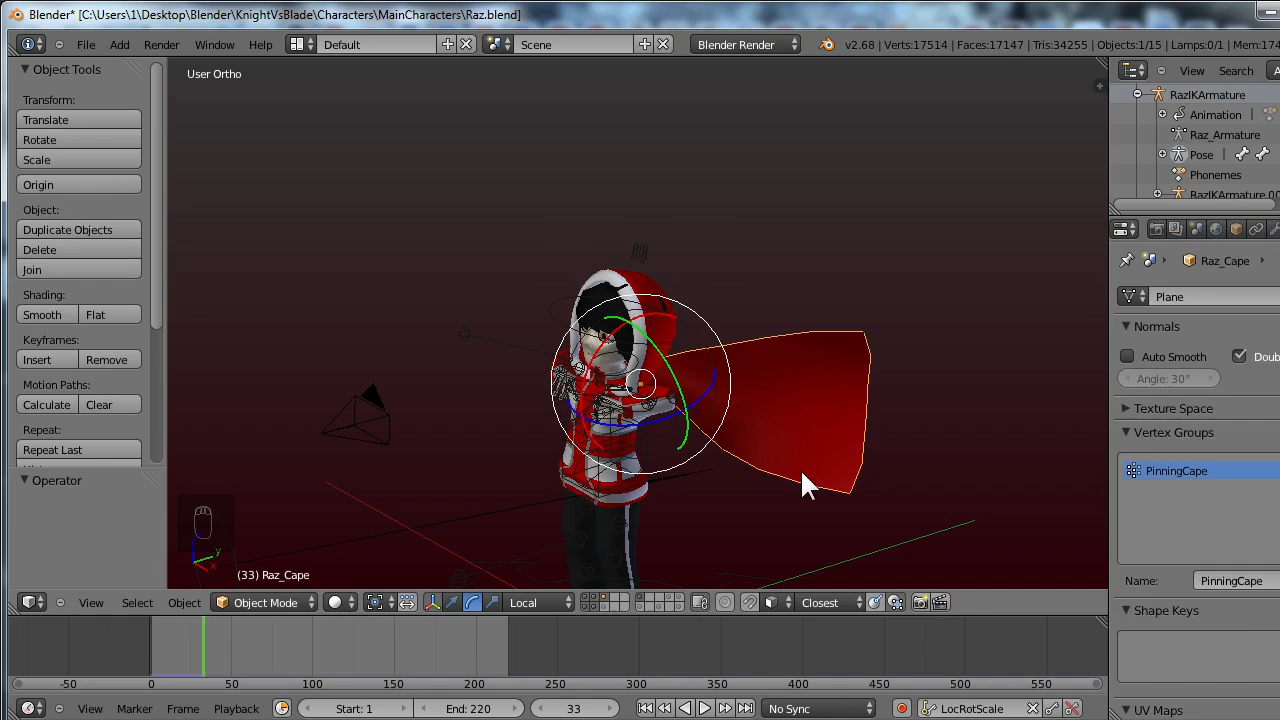 Blender* [C:\Users\1\Desktop\Blender\KnightVsBlade\Characters\MainCharacters\Raz.blend]
File Add Render Window Help Default Scene Blender Render v2.68 | Verts:17514 | Faces:17147 | Tris:34255 | Objects:1/15 | Lamps:0/1 |
Object Tools
Transform:
Translate
Rotate
Scale
Origin
Object:
Duplicate Objects
Delete
Join
Shading:
Smooth Flat
Keyframes:
Insert Remove
Motion Paths:
Calculate Clear
Repeat:
Repeat Last
Operator
User Ortho
y
x
(33) Raz_Cape
View Search
RazIKArmature
Animation
Raz_Armature
Pose
Phonemes
Raz_Cape
Plane
Normals
Auto Smooth
Angle: 30°
Texture Space
Vertex Groups
PinningCape
Name: PinningCape
Shape Keys
UV Maps
View Select Object Object Mode Local Closest
-50 0 50 100 150 200 250 300 350 400 450 500 550
View Marker Frame Playback Start: 1 End: 220 33 No Sync LocRotScale